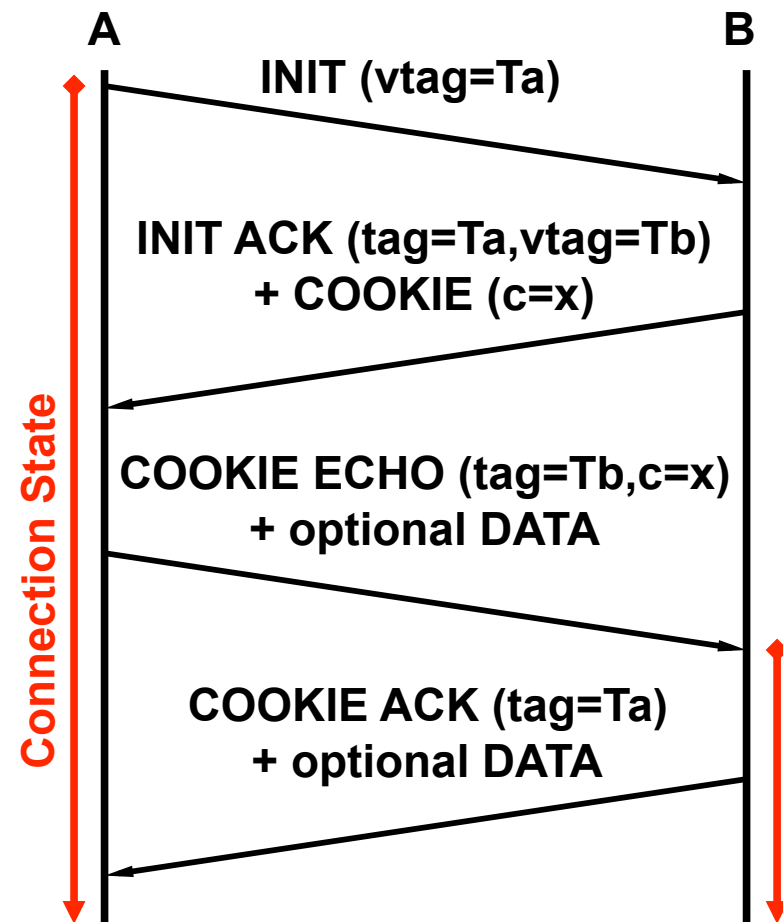 A
B
INIT (vtag=Ta)
INIT ACK (tag=Ta,vtag=Tb)
+ COOKIE (c=x)
COOKIE ECHO (tag=Tb,c=x)
+ optional DATA
COOKIE ACK (tag=Ta)
+ optional DATA
Connection State